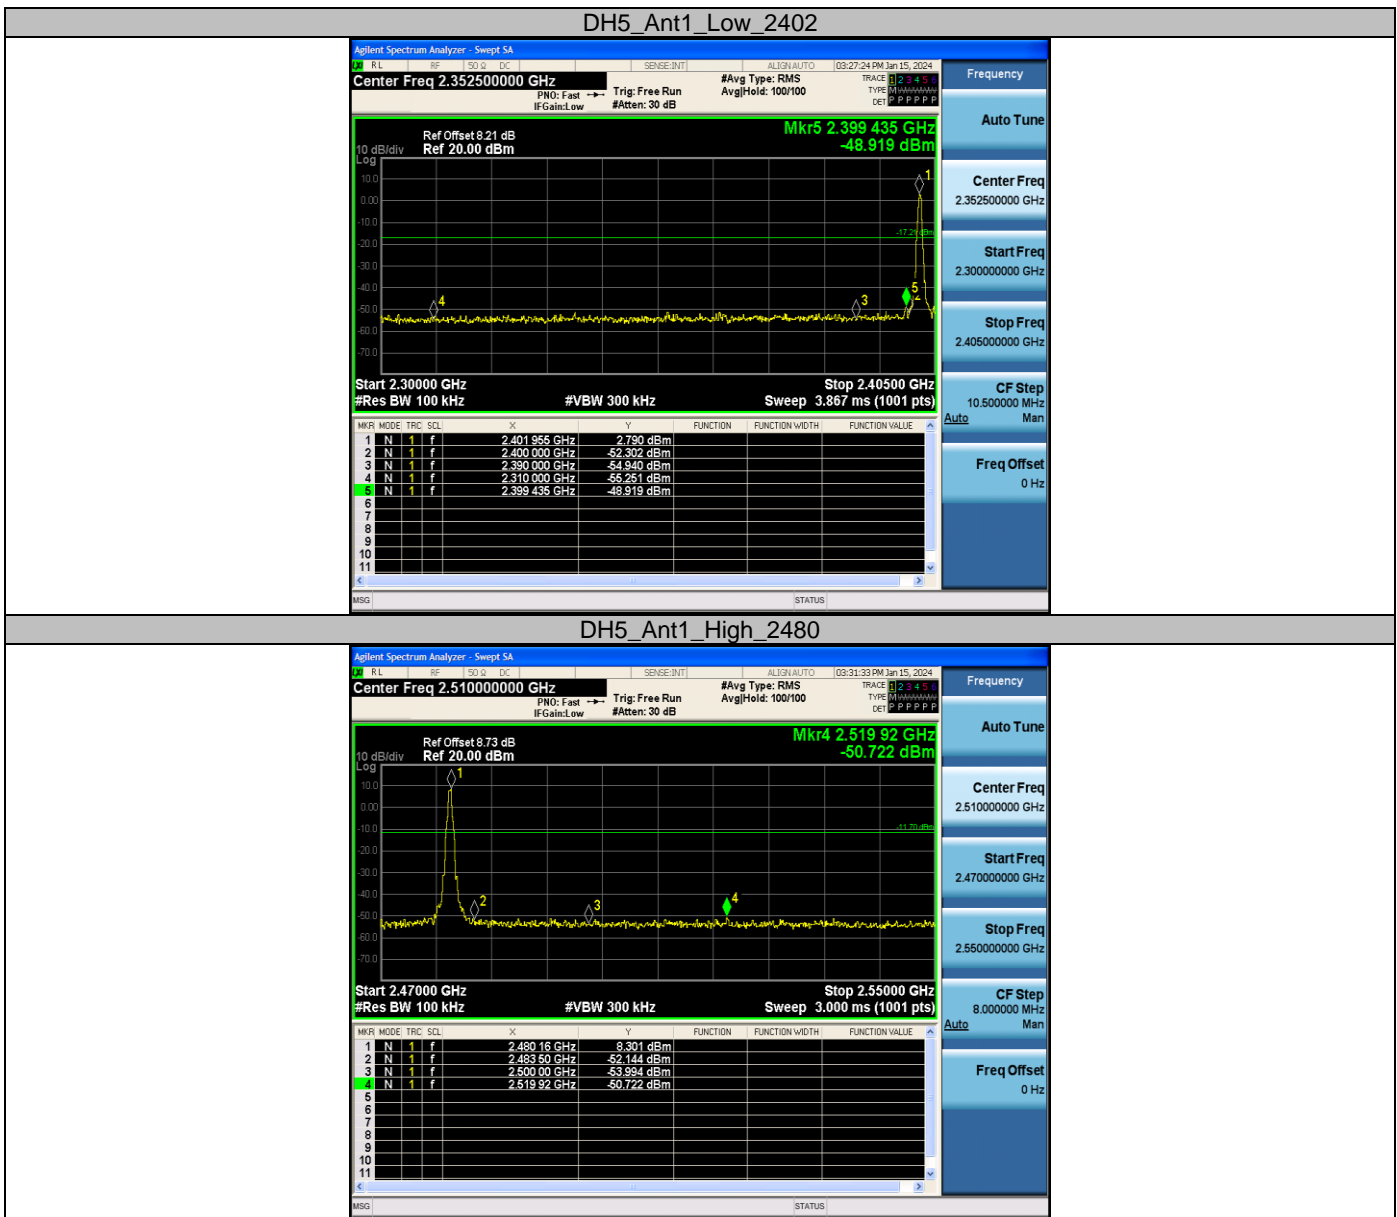 DH5_Ant1_Low_2402
Agilent Spectrum Analyzer - Swept SA
RL RF 50 Ω DC SENSE:INT ALIGNAUTO 03:27:24 PM Jan 15, 2024
Center Freq 2.352500000 GHz
PNO: Fast
IFGain:Low
Trig: Free Run
#Atten: 30 dB
#Avg Type: RMS
Avg|Hold: 100/100
TRACE 1 2 3 4 5 6
TYPE M
DET P P P P P P
Frequency
Auto Tune
Center Freq
2.352500000 GHz
Start Freq
2.300000000 GHz
Stop Freq
2.405000000 GHz
CF Step
10.500000 MHz
Auto Man
Freq Offset
0 Hz
Mkr5 2.399 435 GHz
-48.919 dBm
Ref Offset 8.21 dB
10 dB/div Ref 20.00 dBm
Log
10.0
0.00
-10.0
-20.0
-30.0
-40.0
-50.0
-60.0
-70.0
1
5
2
3
4
Start 2.30000 GHz Stop 2.40500 GHz
#Res BW 100 kHz #VBW 300 kHz Sweep 3.867 ms (1001 pts)
MKR MODE TRC SCL X Y FUNCTION FUNCTION WIDTH FUNCTION VALUE
1 N 1 f 2.401 955 GHz 2.790 dBm
2 N 1 f 2.400 000 GHz -52.302 dBm
3 N 1 f 2.390 000 GHz -54.940 dBm
4 N 1 f 2.310 000 GHz -55.251 dBm
5 N 1 f 2.399 435 GHz -48.919 dBm
6
7
8
9
10
11
MSG STATUS
DH5_Ant1_High_2480
Agilent Spectrum Analyzer - Swept SA
RL RF 50 Ω DC SENSE:INT ALIGNAUTO 03:31:33 PM Jan 15, 2024
Center Freq 2.510000000 GHz
PNO: Fast
IFGain:Low
Trig: Free Run
#Atten: 30 dB
#Avg Type: RMS
Avg|Hold: 100/100
TRACE 1 2 3 4 5 6
TYPE M
DET P P P P P P
Frequency
Auto Tune
Center Freq
2.510000000 GHz
Start Freq
2.470000000 GHz
Stop Freq
2.550000000 GHz
CF Step
8.000000 MHz
Auto Man
Freq Offset
0 Hz
Mkr4 2.519 92 GHz
-50.722 dBm
Ref Offset 8.73 dB
10 dB/div Ref 20.00 dBm
Log
10.0
0.00
-10.0
-20.0
-30.0
-40.0
-50.0
-60.0
-70.0
-11.70 dBm
1
2
3
4
Start 2.47000 GHz Stop 2.55000 GHz
#Res BW 100 kHz #VBW 300 kHz Sweep 3.000 ms (1001 pts)
MKR MODE TRC SCL X Y FUNCTION FUNCTION WIDTH FUNCTION VALUE
1 N 1 f 2.480 16 GHz 8.301 dBm
2 N 1 f 2.483 50 GHz -52.144 dBm
3 N 1 f 2.500 00 GHz -53.994 dBm
4 N 1 f 2.519 92 GHz -50.722 dBm
5
6
7
8
9
10
11
MSG STATUS